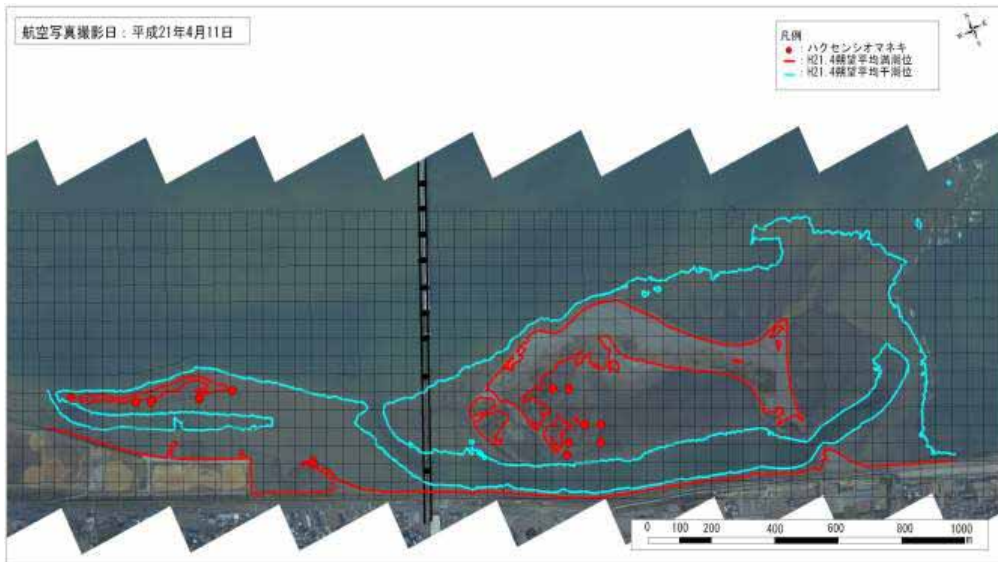 航空写真撮影日：平成21年4月11日
凡例
：ハクセンシオマネキ
：H21.4朔望平均満潮位
：H21.4朔望平均干潮位
0 100 200 400 600 800 1000
m